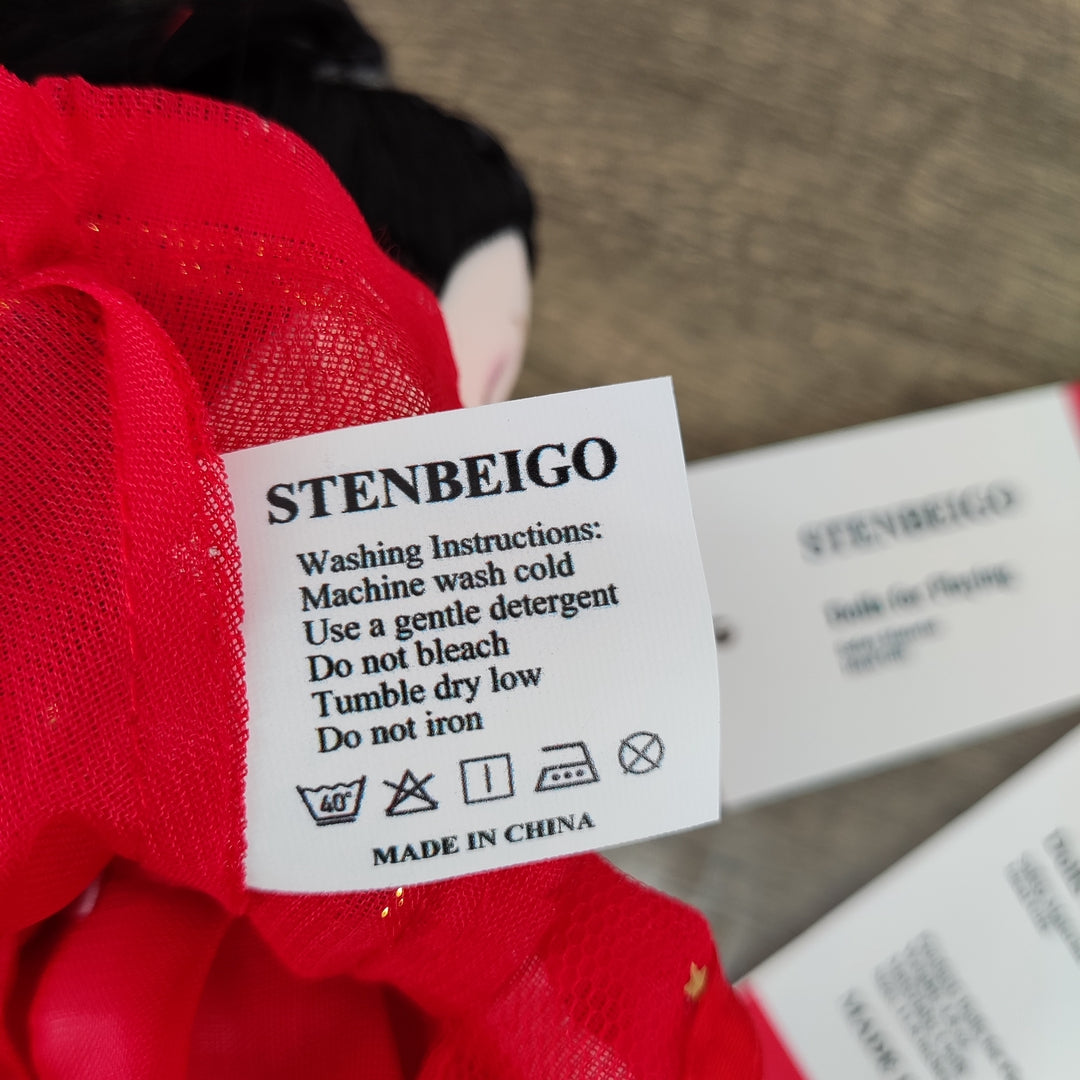 STENBEIGO
Washing Instructions:
Machine wash cold
Use a gentle detergent
Do not bleach
Tumble dry low
Do not iron
40°
MADE IN CHINA
STENBEIGO
Dolls for Playing
MADE